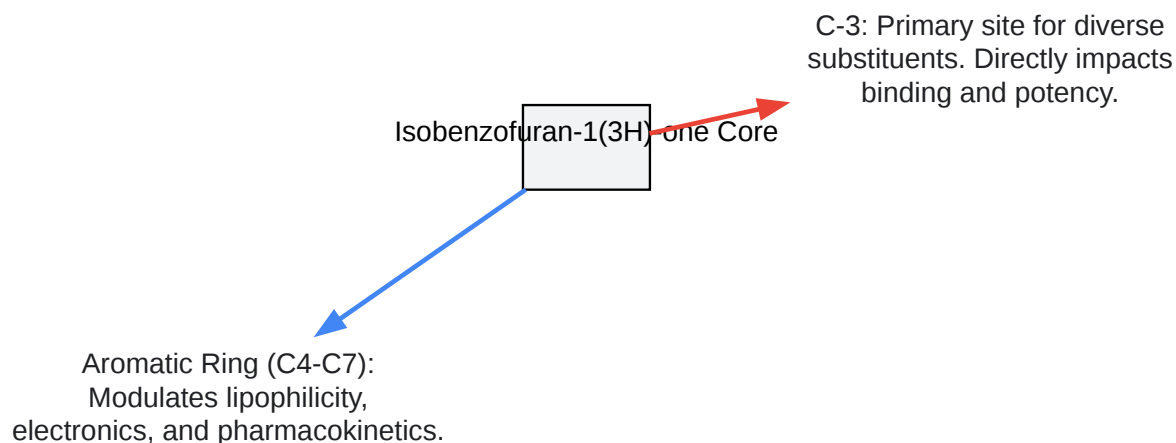 C-3: Primary site for diverse
substituents. Directly impacts
binding and potency.
Isobenzofuran-1(3H)-one Core
Aromatic Ring (C4-C7):
Modulates lipophilicity,
electronics, and pharmacokinetics.